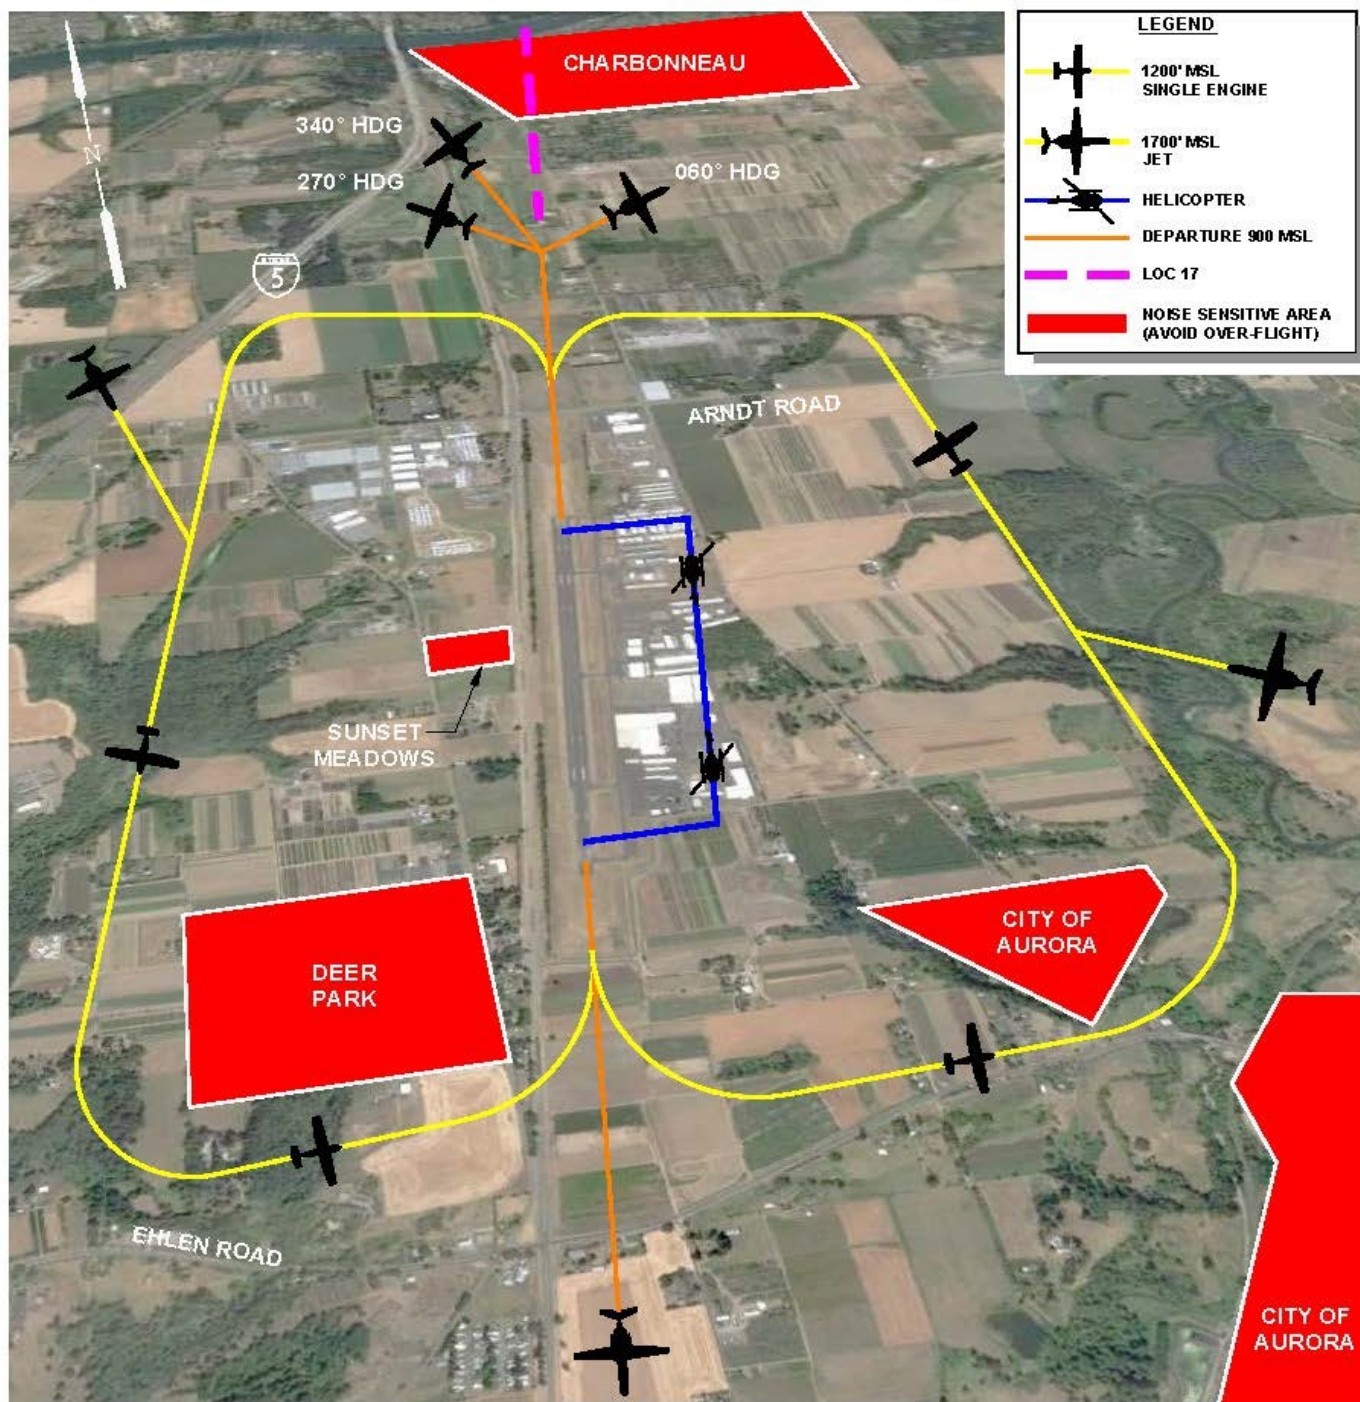 LEGEND
1200' MSL
SINGLE ENGINE
1700' MSL
JET
HELICOPTER
DEPARTURE 900 MSL
LOC 17
NOISE SENSITIVE AREA
(AVOID OVER-FLIGHT)
CHARBONNEAU
340° HDG
270° HDG
060° HDG
N
5
ARNDT ROAD
SUNSET
MEADOWS
DEER
PARK
CITY OF
AURORA
EHLEN ROAD
CITY OF
AURORA